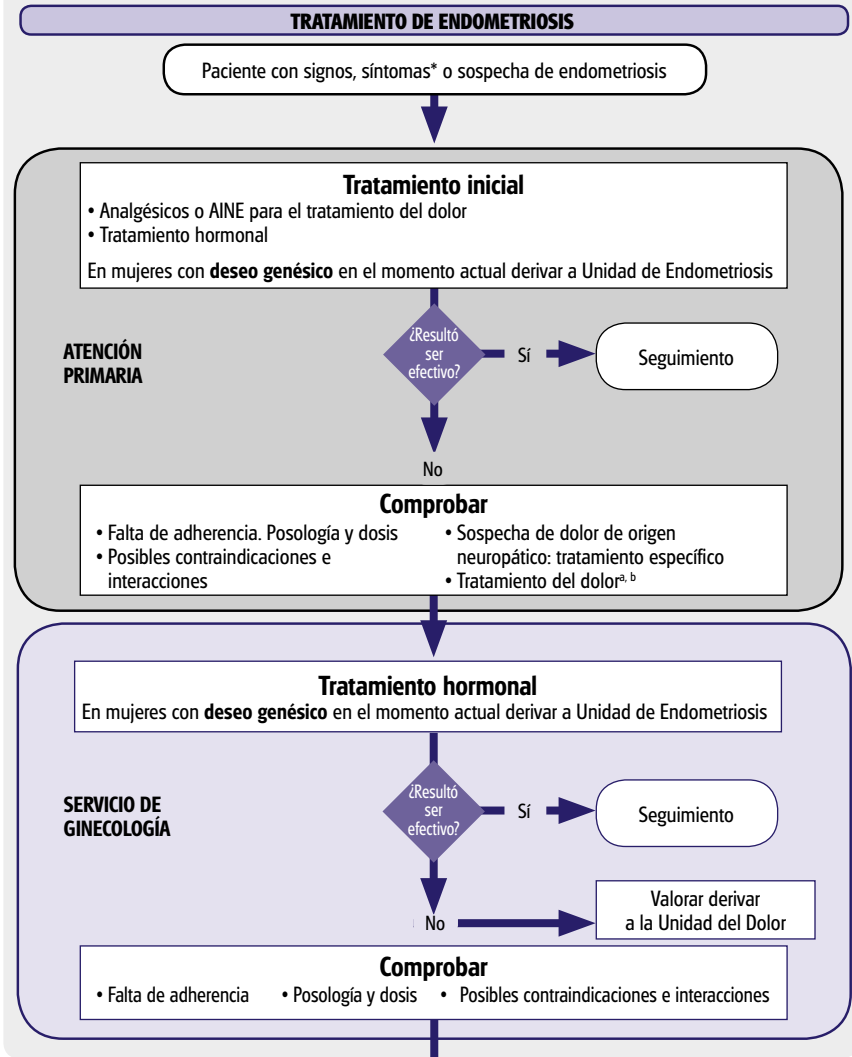 TRATAMIENTO DE ENDOMETRIOSIS
Paciente con signos, síntomas* o sospecha de endometriosis
Tratamiento inicial
• Analgésicos o AINE para el tratamiento del dolor
• Tratamiento hormonal
En mujeres con deseo genésico en el momento actual derivar a Unidad de Endometriosis
ATENCIÓN
PRIMARIA
¿Resultó
ser
efectivo?
Sí
Seguimiento
No
Comprobar
• Falta de adherencia. Posología y dosis
• Posibles contraindicaciones e
interacciones
• Sospecha de dolor de origen
neuropático: tratamiento específico
• Tratamiento del dolorᵃ, ᵇ
Tratamiento hormonal
En mujeres con deseo genésico en el momento actual derivar a Unidad de Endometriosis
SERVICIO DE
GINECOLOGÍA
¿Resultó
ser
efectivo?
Sí
Seguimiento
No
Valorar derivar
a la Unidad del Dolor
Comprobar
• Falta de adherencia • Posología y dosis • Posibles contraindicaciones e interacciones